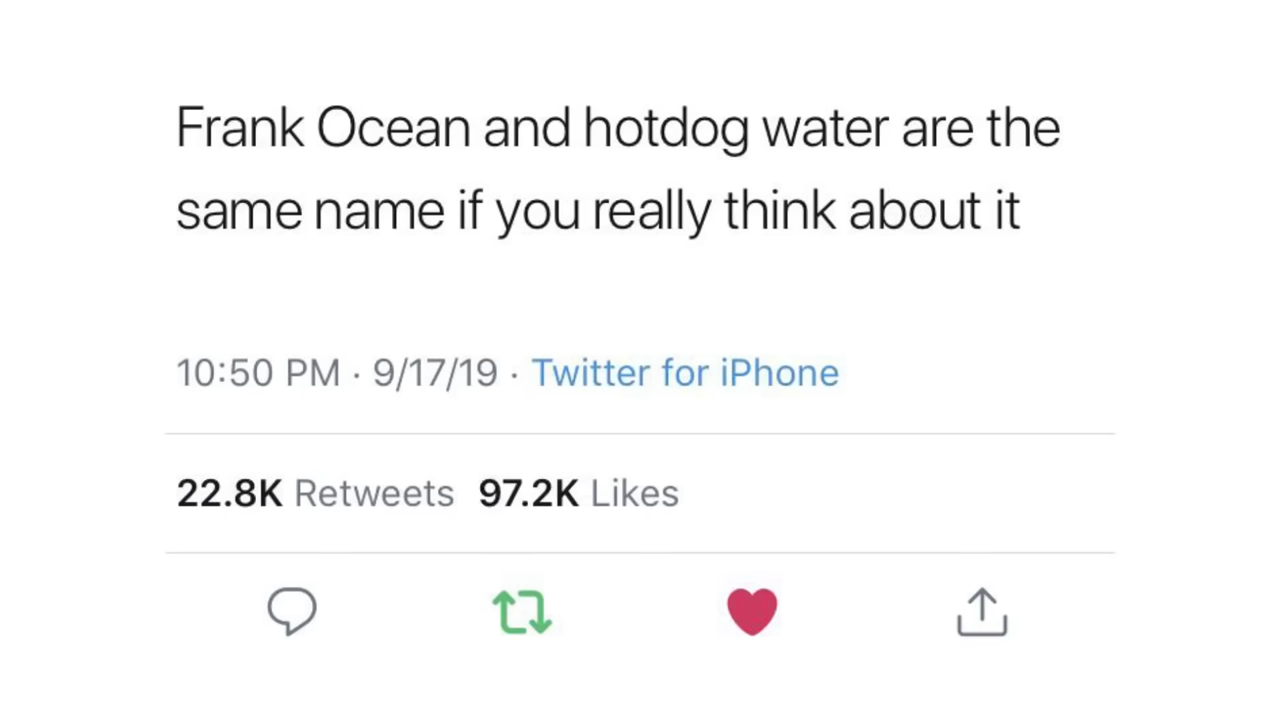 Frank Ocean and hotdog water are the
same name if you really think about it
10:50 PM · 9/17/19 · Twitter for iPhone
22.8K Retweets 97.2K Likes